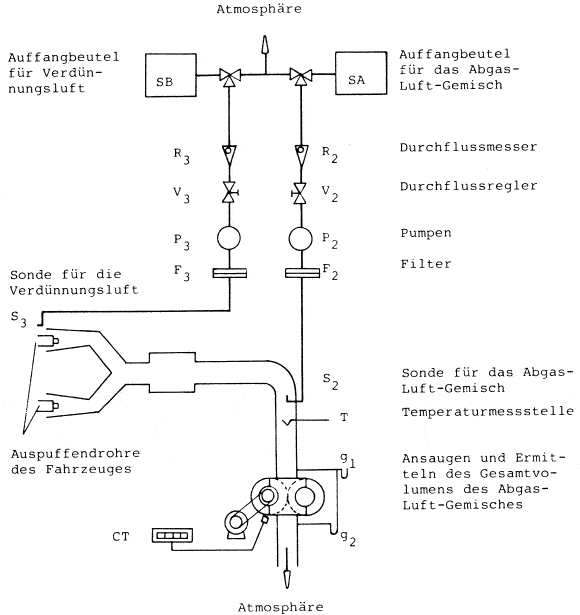 Atmosphäre
Auffangbeutel
für Verdün-
nungsluft
SB
SA
Auffangbeutel
für das Abgas-
Luft-Gemisch
R3
R2
Durchflussmesser
V3
V2
Durchflussregler
P3
P2
Pumpen
F3
F2
Filter
Sonde für die
Verdünnungsluft
S3
S2
Sonde für das Abgas-
Luft-Gemisch
T
Temperaturmessstelle
Auspuffendrohre
des Fahrzeuges
g1
Ansaugen und Ermit-
teln des Gesamtvo-
lumens des Abgas-
Luft-Gemisches
g2
CT
Atmosphäre